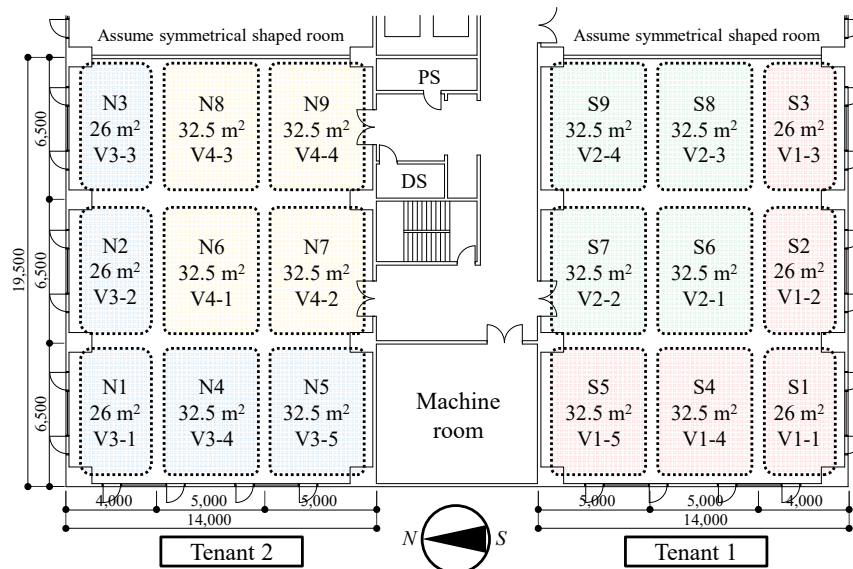 Assume symmetrical shaped room
Assume symmetrical shaped room
PS
N3
26 m²
V3-3
N8
32.5 m²
V4-3
N9
32.5 m²
V4-4
S9
32.5 m²
V2-4
S8
32.5 m²
V2-3
S3
26 m²
V1-3
6,500
DS
N2
26 m²
V3-2
N6
32.5 m²
V4-1
N7
32.5 m²
V4-2
S7
32.5 m²
V2-2
S6
32.5 m²
V2-1
S2
26 m²
V1-2
19,500
6,500
N1
26 m²
V3-1
N4
32.5 m²
V3-4
N5
32.5 m²
V3-5
Machine
room
S5
32.5 m²
V1-5
S4
32.5 m²
V1-4
S1
26 m²
V1-1
6,500
4,000
5,000
5,000
5,000
5,000
4,000
14,000
14,000
N
S
Tenant 2
Tenant 1